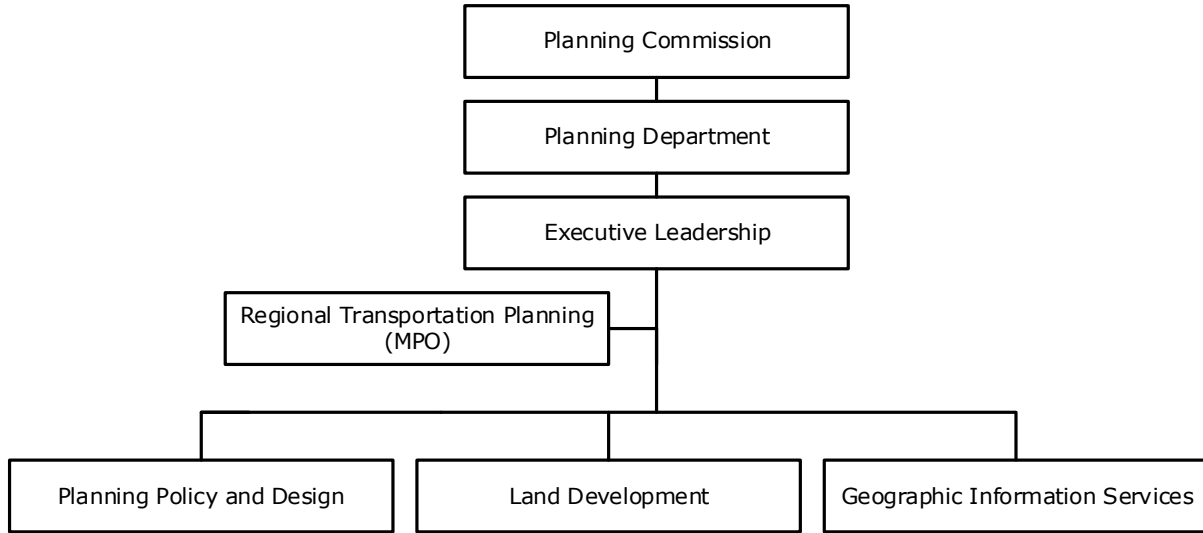 Planning Commission
Planning Department
Executive Leadership
Regional Transportation Planning
(MPO)
Planning Policy and Design
Land Development
Geographic Information Services